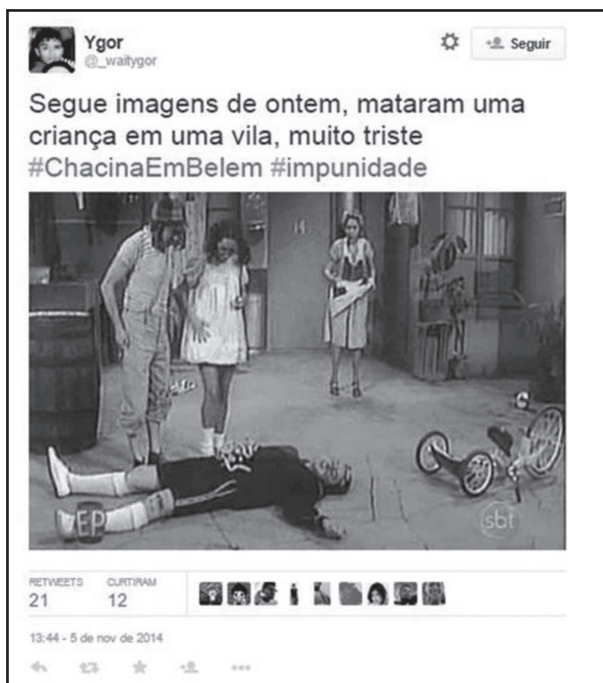 Ygor
@_waitygor
Seguir
Segue imagens de ontem, mataram uma
criança em uma vila, muito triste
#ChacinaEmBelem #impunidade
14
EP
sbt
RETWEETS
CURTIRAM
21
12
13:44 - 5 de nov de 2014